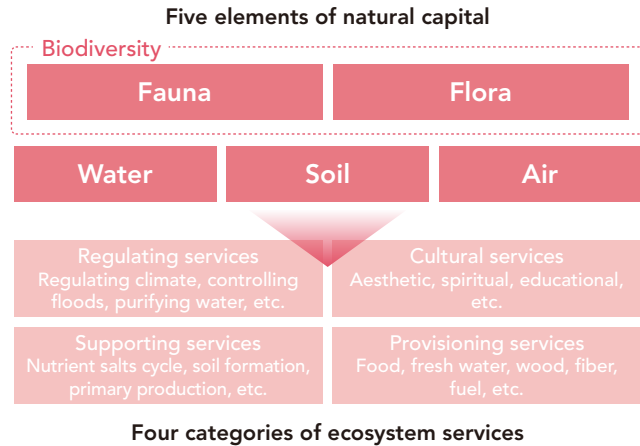 Five elements of natural capital
Biodiversity
Fauna
Flora
Water
Soil
Air
Regulating services
Regulating climate, controlling
floods, purifying water, etc.
Cultural services
Aesthetic, spiritual, educational,
etc.
Supporting services
Nutrient salts cycle, soil formation,
primary production, etc.
Provisioning services
Food, fresh water, wood, fiber,
fuel, etc.
Four categories of ecosystem services